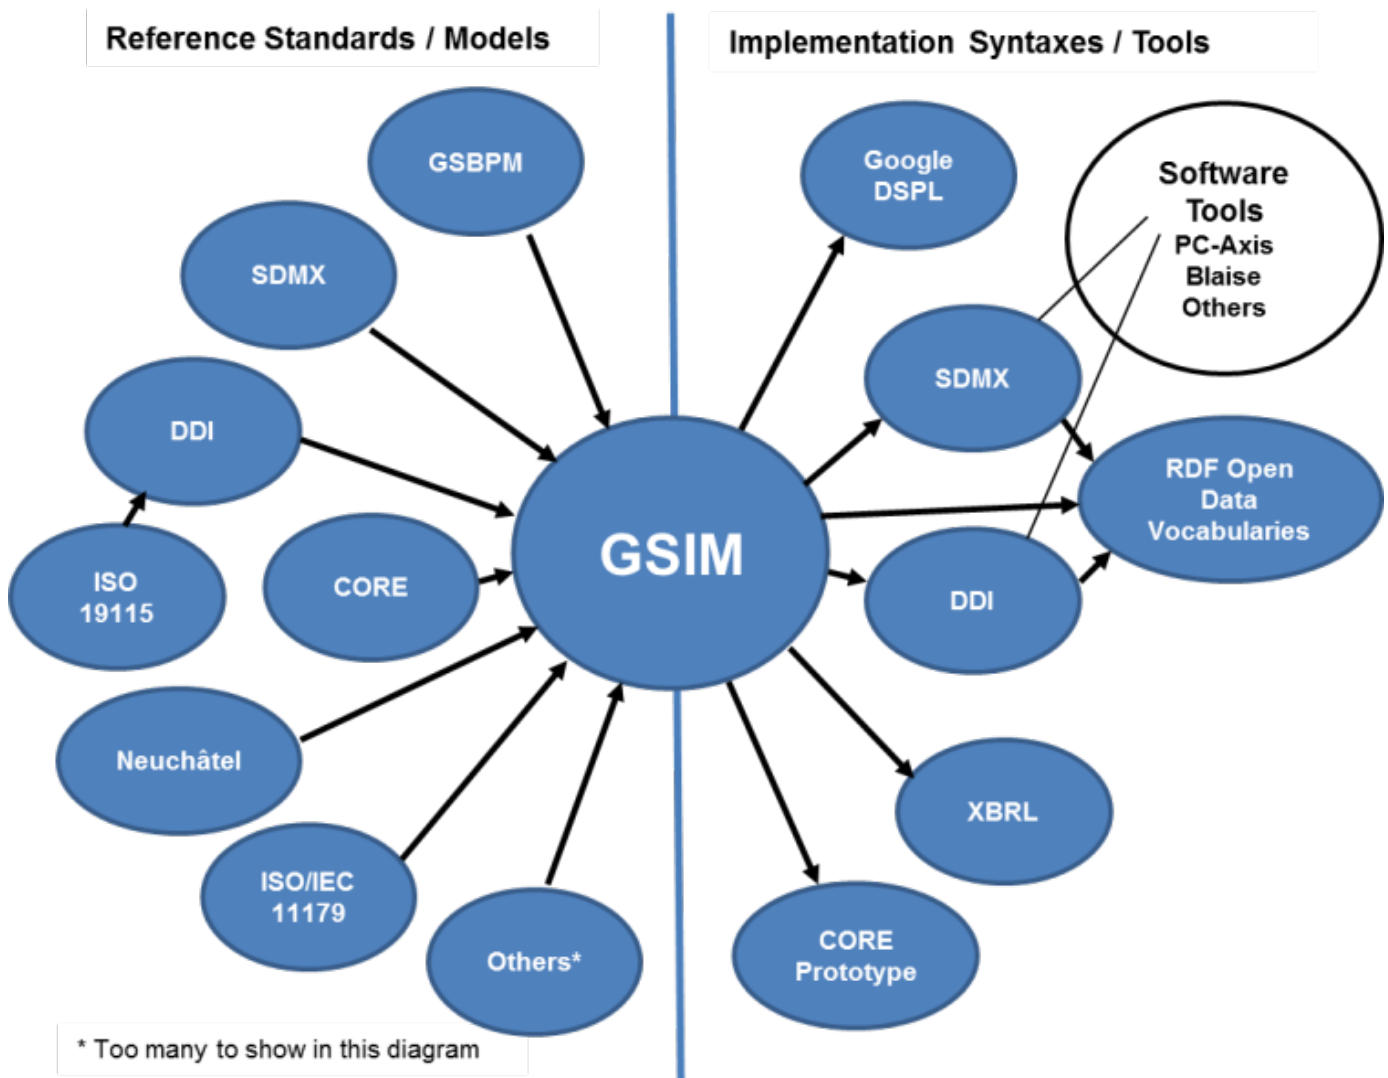 Reference Standards / Models
Implementation Syntaxes / Tools
GSBPM
Google
DSPL
Software
Tools
PC-Axis
Blaise
Others
SDMX
SDMX
DDI
RDF Open
Data
Vocabularies
GSIM
ISO
19115
CORE
DDI
Neuchâtel
XBRL
ISO/IEC
11179
Others*
CORE
Prototype
* Too many to show in this diagram